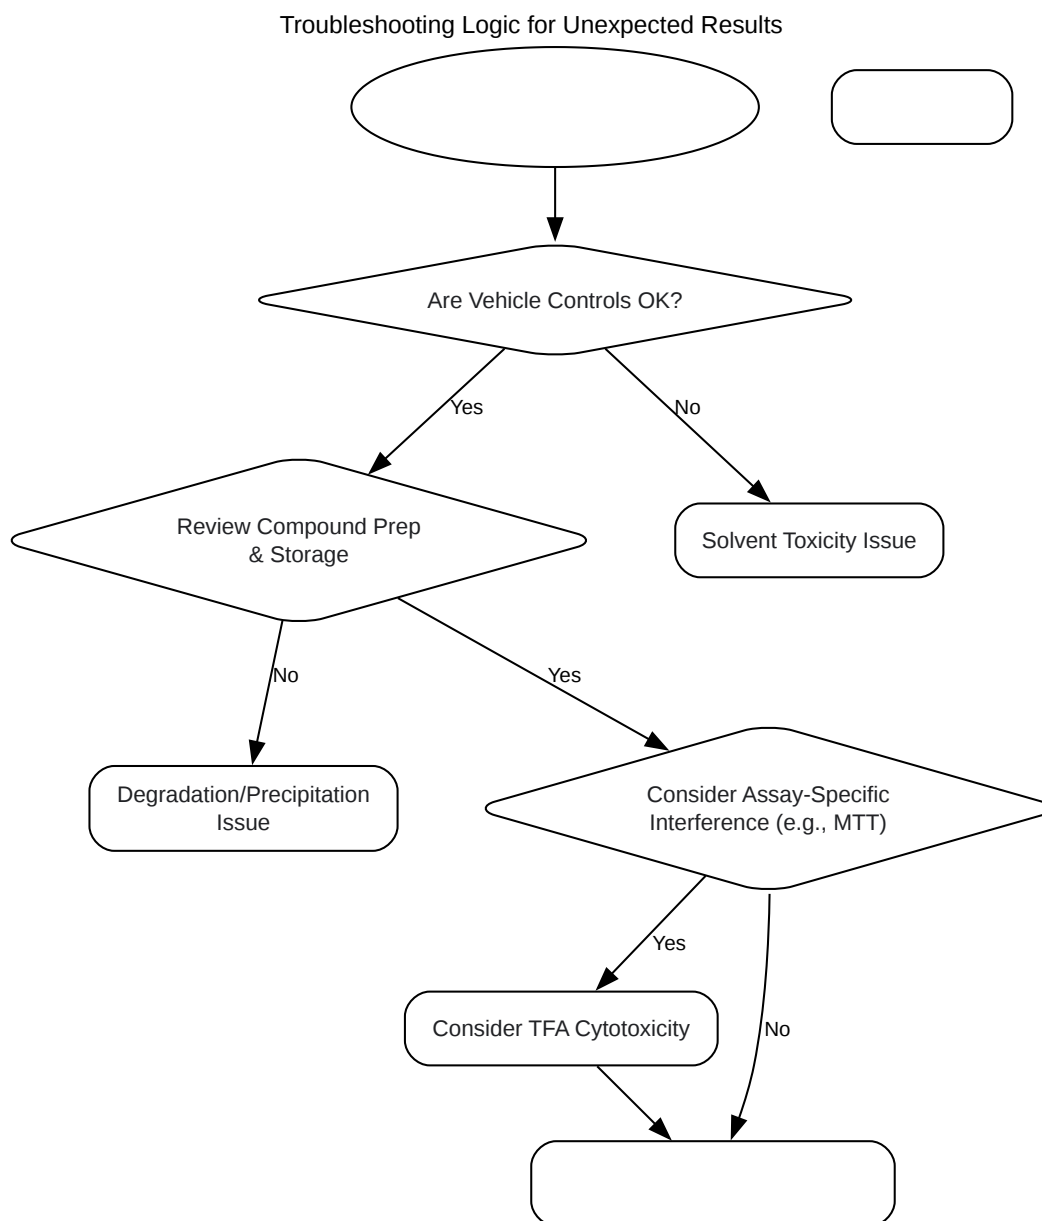 Troubleshooting Logic for Unexpected Results
Are Vehicle Controls OK?
Yes
No
Review Compound Prep
& Storage
Solvent Toxicity Issue
No
Yes
Degradation/Precipitation
Issue
Consider Assay-Specific
Interference (e.g., MTT)
Yes
Consider TFA Cytotoxicity
No